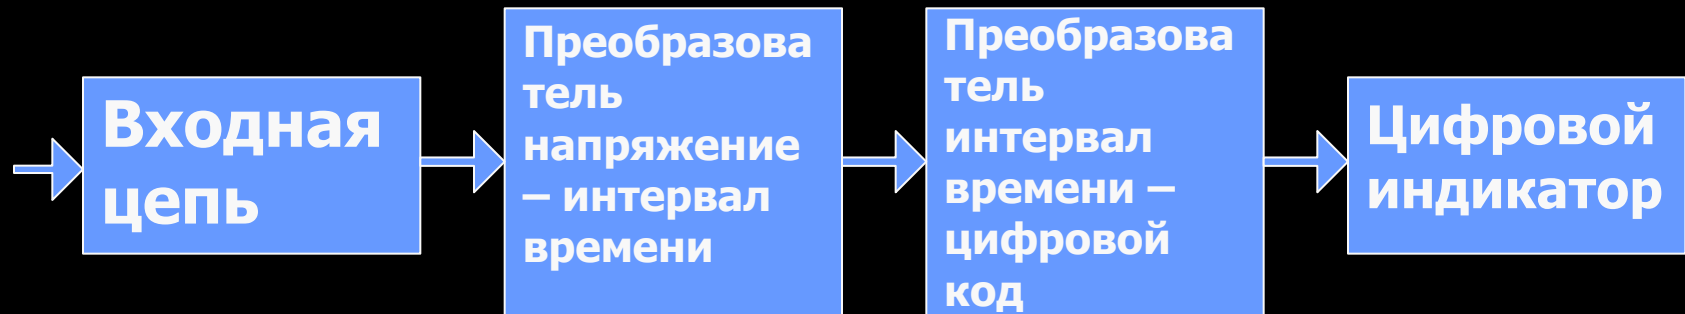 Входная
цепь
Преобразова
тель
напряжение
– интервал
времени
Преобразова
тель
интервал
времени –
цифровой
код
Цифровой
индикатор